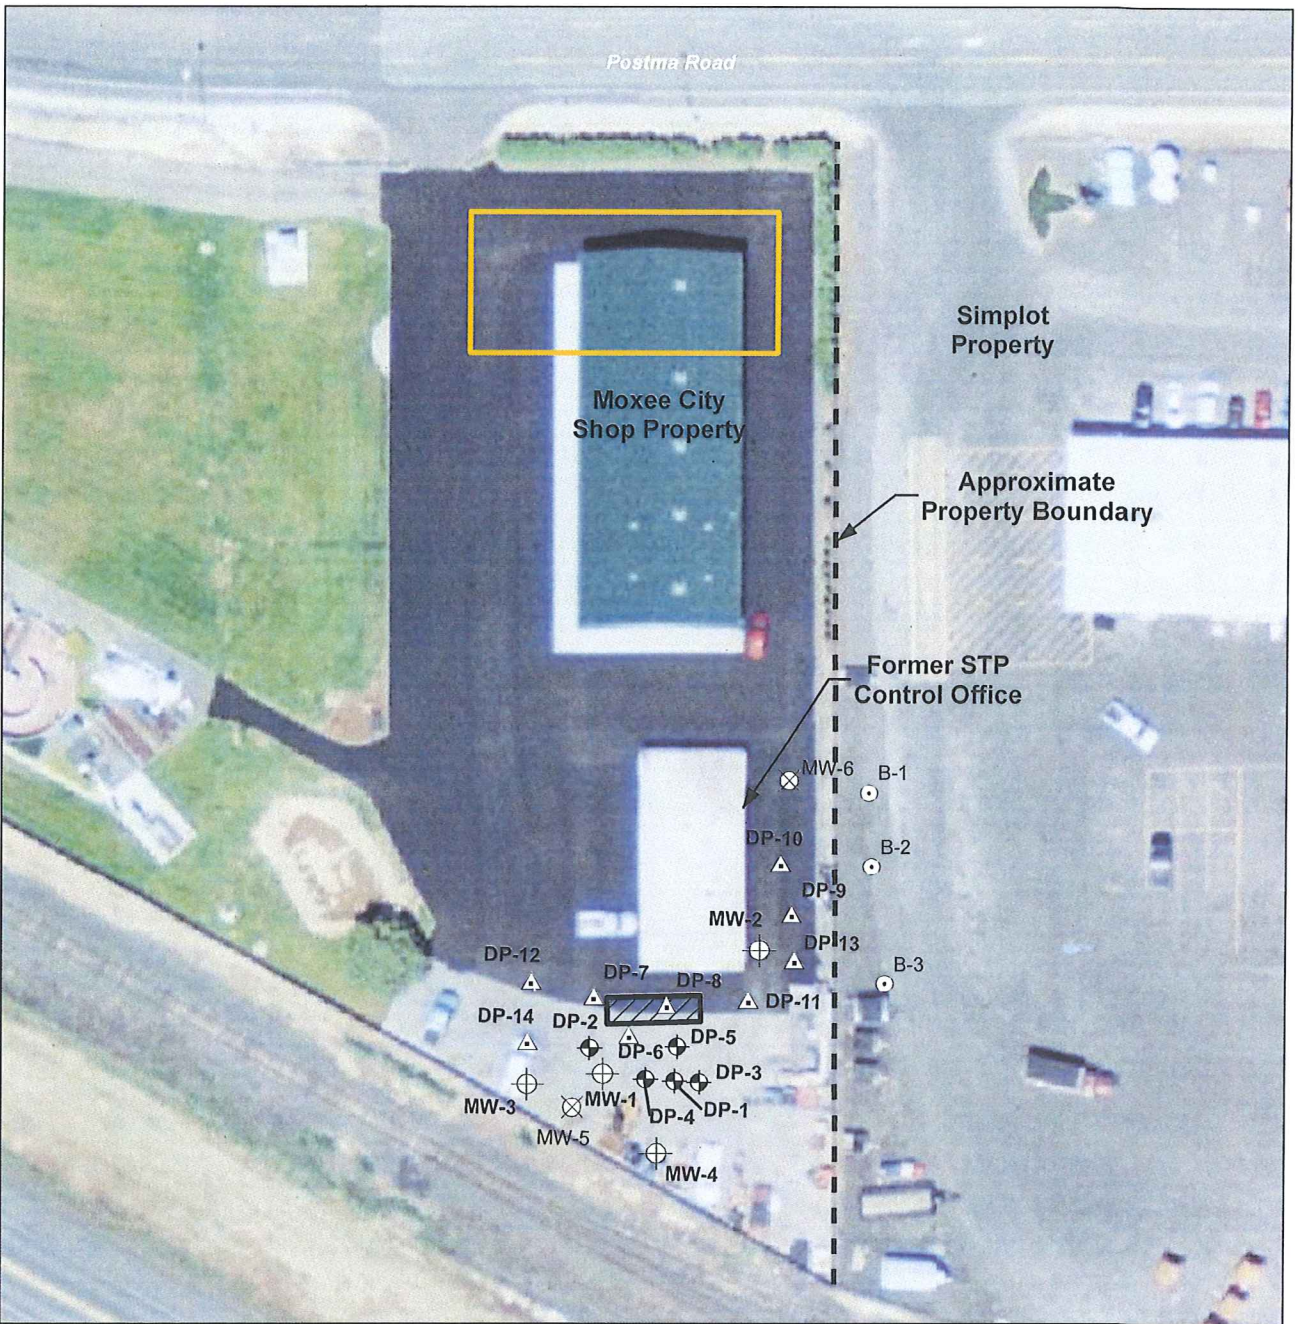 Postma Road
Simplot
Property
Moxee City
Shop Property
Approximate
Property Boundary
Former STP
Control Office
MW-6
B-1
DP-10
B-2
DP-9
MW-2
DP-13
DP-12
B-3
DP-7
DP-8
DP-11
DP-14
DP-2
DP-5
DP-6
DP-3
MW-3
MW-1
DP-4
DP-1
MW-5
MW-4